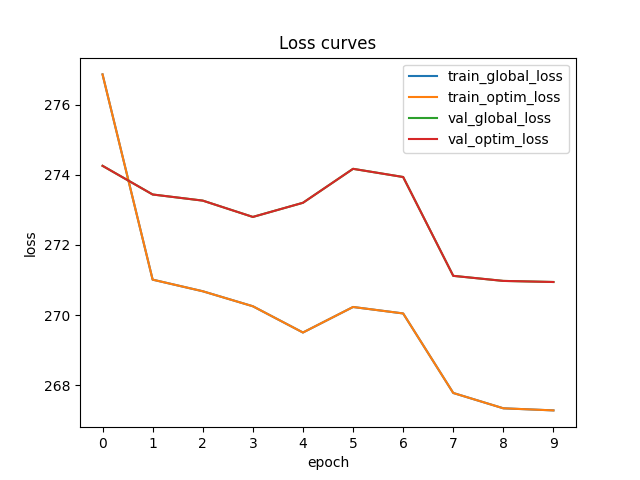 Loss curves
train_global_loss
train_optim_loss
val_global_loss
val_optim_loss
276
274
272
270
268
loss
0 1 2 3 4 5 6 7 8 9
epoch